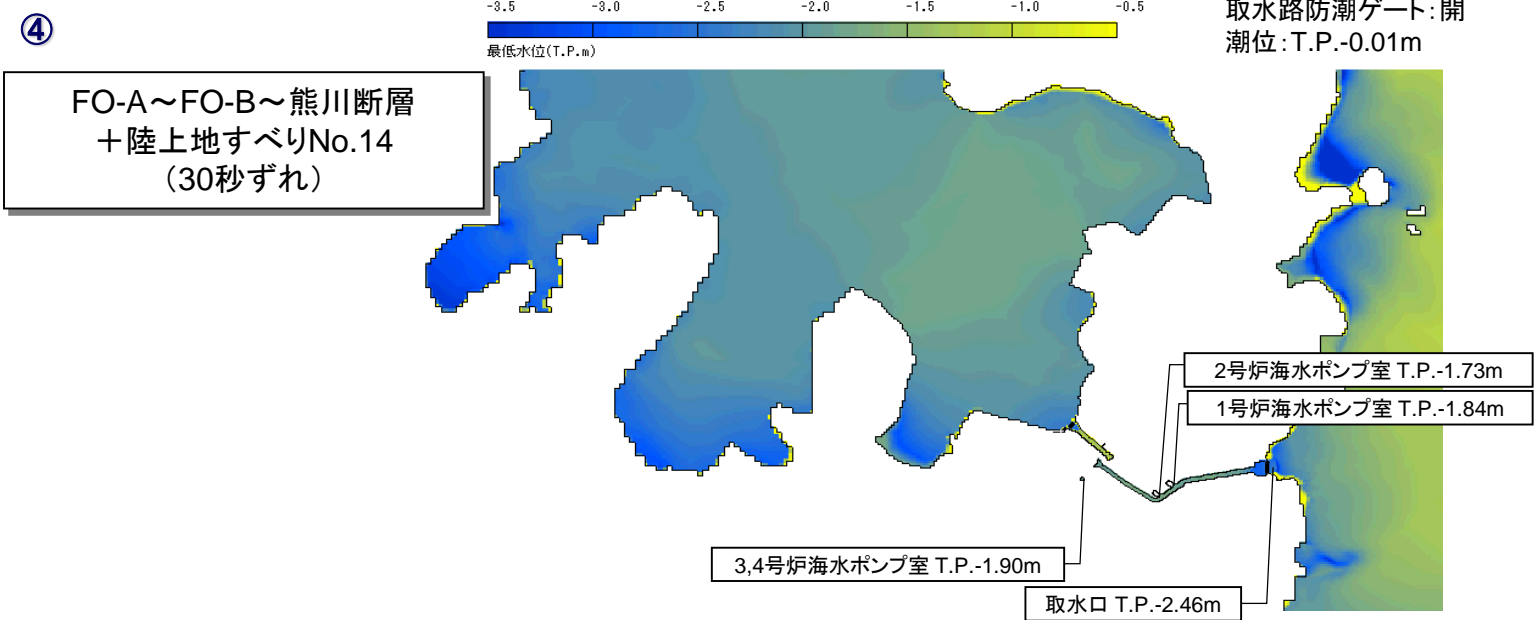 ④
-3.5 -3.0 -2.5 -2.0 -1.5 -1.0 -0.5
最低水位(T.P.m)
取水路防潮ゲート:開
潮位:T.P.-0.01m
FO-A～FO-B～熊川断層
＋陸上地すべりNo.14
（30秒ずれ）
2号炉海水ポンプ室 T.P.-1.73m
1号炉海水ポンプ室 T.P.-1.84m
3,4号炉海水ポンプ室 T.P.-1.90m
取水口 T.P.-2.46m